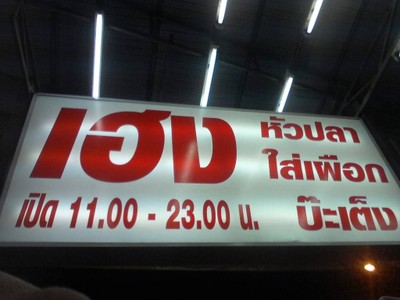 เฮง
หัวปลา
ใส่เผือก
เปิด 11.00 - 23.00 น.
บ๊ะเต็ง